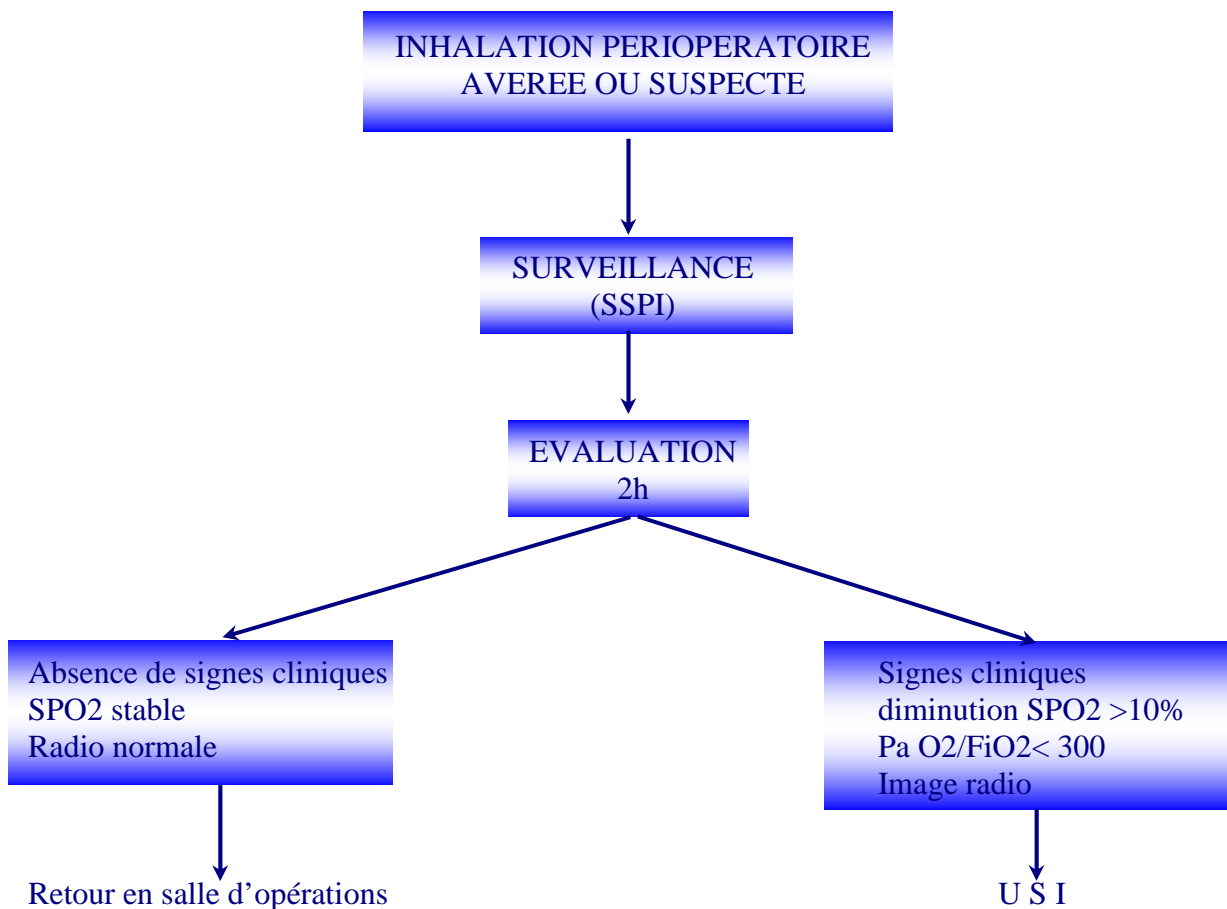 INHALATION PERIOPERATOIRE
AVEREE OU SUSPECTE
SURVEILLANCE
(SSPI)
EVALUATION
2h
Absence de signes cliniques
SPO2 stable
Radio normale
Signes cliniques
diminution SPO2 >10%
Pa O2/FiO2< 300
Image radio
Retour en salle d’opérations
U S I